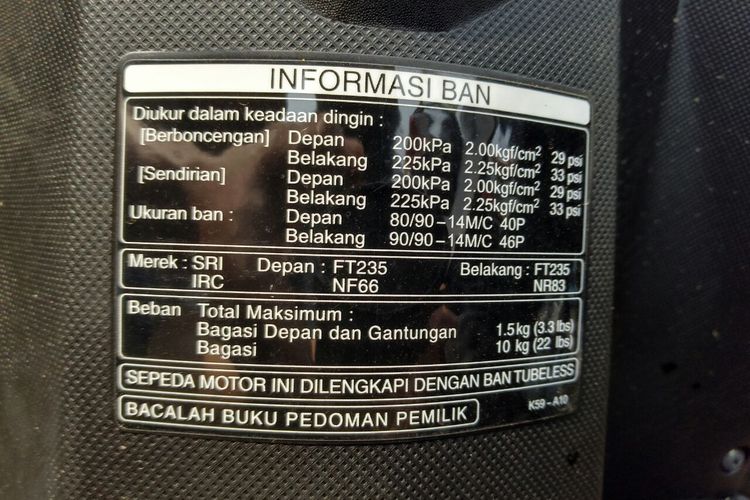 INFORMASI BAN
Diukur dalam keadaan dingin :
[Berboncengan] Depan 200kPa 2.00kgf/cm² 29 psi
Belakang 225kPa 2.25kgf/cm² 33 psi
[Sendirian] Depan 200kPa 2.00kgf/cm² 29 psi
Belakang 225kPa 2.25kgf/cm² 33 psi
Ukuran ban : Depan 80/90–14M/C 40P
Belakang 90/90–14M/C 46P
Merek : SRI Depan : FT235 Belakang : FT235
IRC NF66 NR83
Beban Total Maksimum :
Bagasi Depan dan Gantungan 1.5 kg (3.3 lbs)
Bagasi 10 kg (22 lbs)
SEPEDA MOTOR INI DILENGKAPI DENGAN BAN TUBELESS
BACALAH BUKU PEDOMAN PEMILIK K59–A10